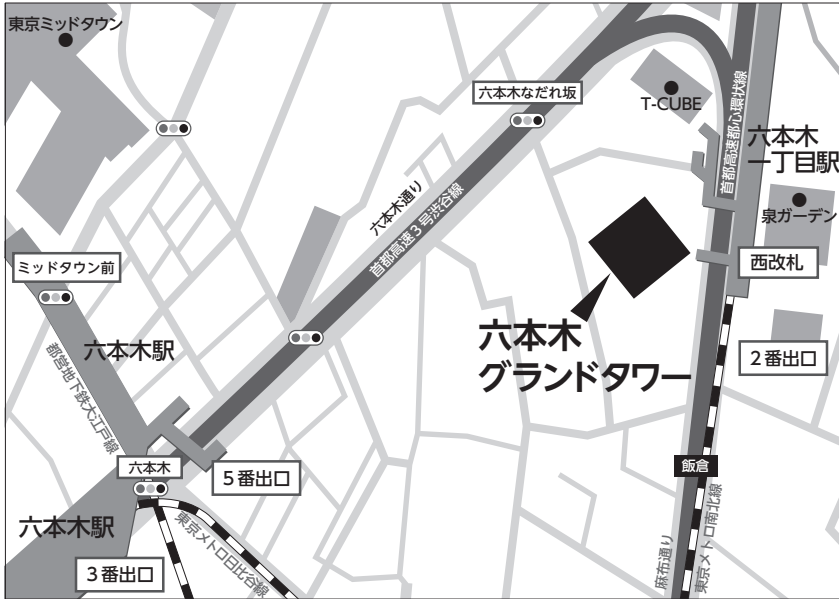 東京ミッドタウン
六本木なだれ坂
T-CUBE
首都高速都心環状線
六本木
一丁目駅
泉ガーデン
西改札
六本木通り
首都高速3号渋谷線
ミッドタウン前
六本木駅
都営地下鉄大江戸線
六本木
グランドタワー
2番出口
六本木
5番出口
飯倉
六本木駅
3番出口
東京メトロ日比谷線
麻布通り
東京メトロ南北線